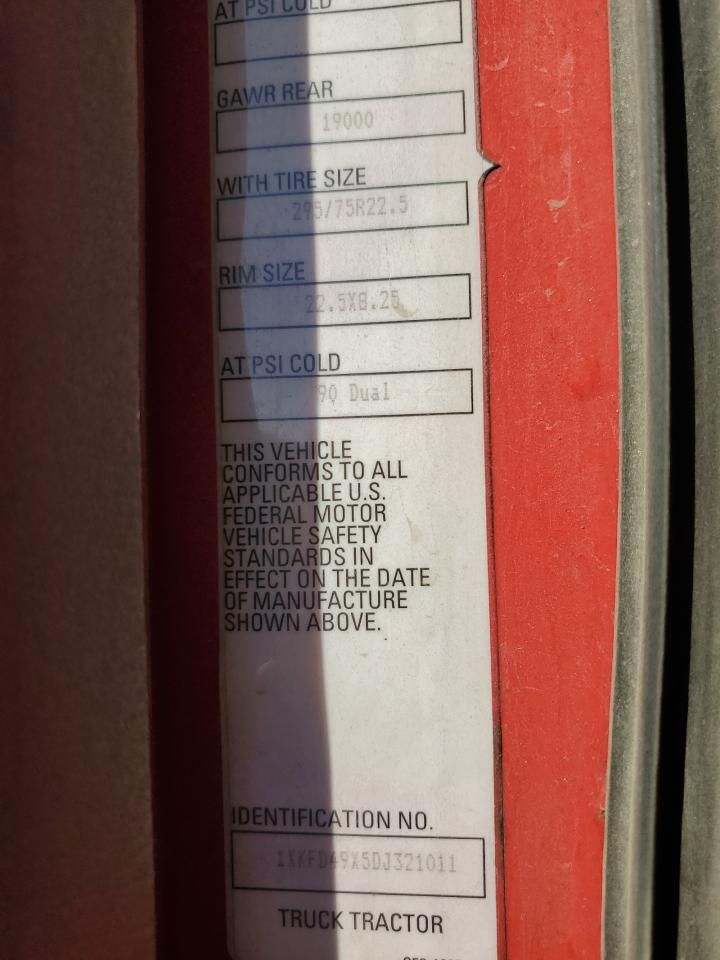 AT PSI COLD
GAWR REAR
19000
WITH TIRE SIZE
295/75R22.5
RIM SIZE
22.5X8.25
AT PSI COLD
90 Dual
THIS VEHICLE
CONFORMS TO ALL
APPLICABLE U.S.
FEDERAL MOTOR
VEHICLE SAFETY
STANDARDS IN
EFFECT ON THE DATE
OF MANUFACTURE
SHOWN ABOVE.
IDENTIFICATION NO.
1XKFD49X5DJ321011
TRUCK TRACTOR